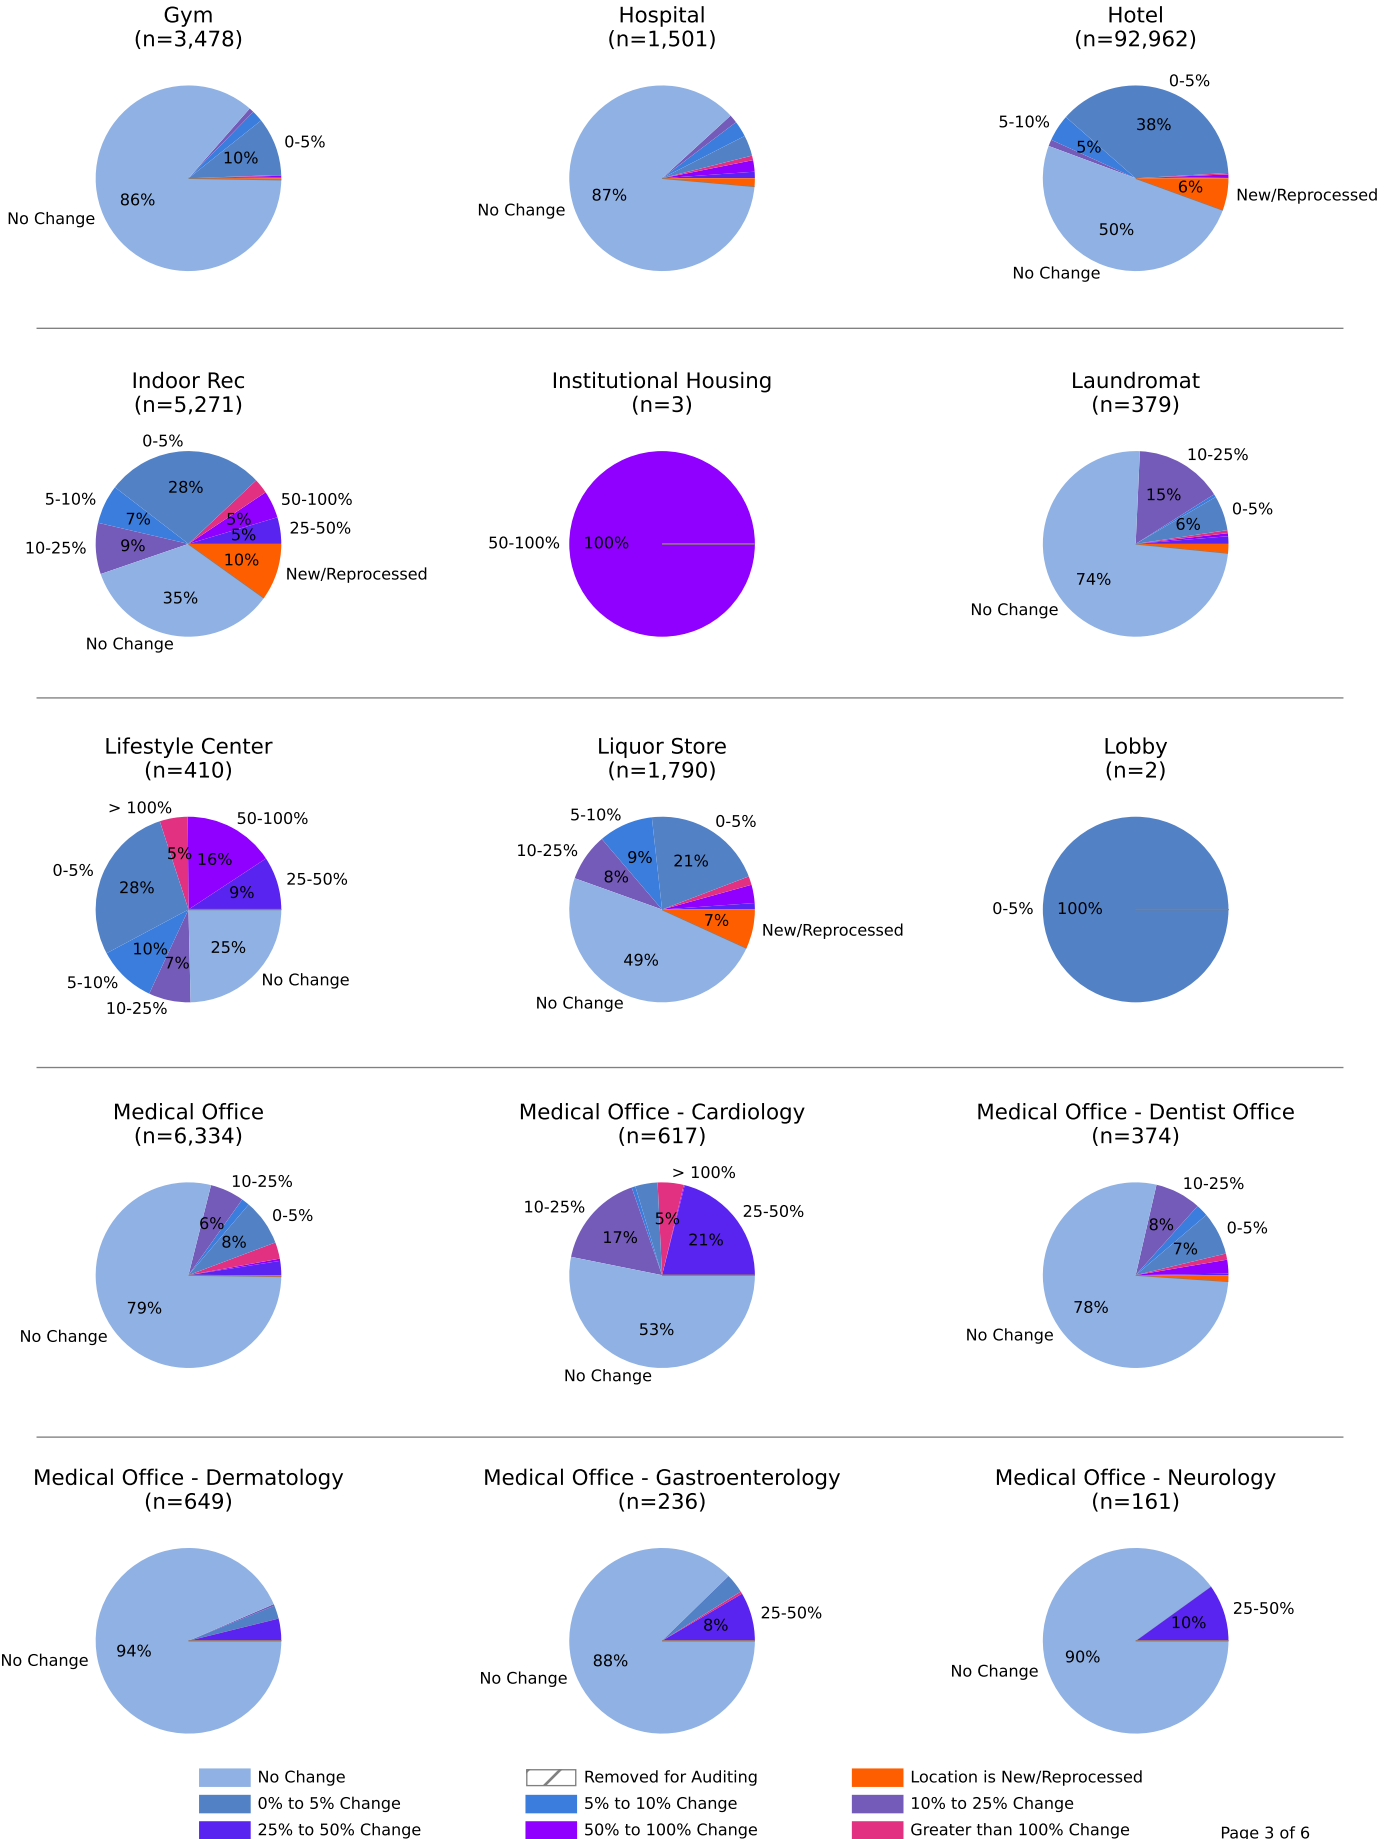 Gym
(n=3,478)
Hospital
(n=1,501)
Hotel
(n=92,962)
0-5%
10%
86%
No Change
87%
No Change
0-5%
38%
5-10%
5%
6%
New/Reprocessed
50%
No Change
Indoor Rec
(n=5,271)
Institutional Housing
(n=3)
Laundromat
(n=379)
0-5%
28%
5-10%
7%
50-100%
5%
25-50%
5%
10-25%
9%
10%
New/Reprocessed
35%
No Change
50-100%
100%
10-25%
15%
0-5%
6%
74%
No Change
Lifestyle Center
(n=410)
Liquor Store
(n=1,790)
Lobby
(n=2)
> 100%
5%
50-100%
16%
0-5%
28%
25-50%
9%
10%
5-10%
7%
10-25%
25%
No Change
5-10%
9%
0-5%
21%
10-25%
8%
7%
New/Reprocessed
49%
No Change
0-5%
100%
Medical Office
(n=6,334)
Medical Office - Cardiology
(n=617)
Medical Office - Dentist Office
(n=374)
10-25%
6%
0-5%
8%
79%
No Change
> 100%
5%
10-25%
17%
25-50%
21%
53%
No Change
10-25%
8%
0-5%
7%
78%
No Change
Medical Office - Dermatology
(n=649)
Medical Office - Gastroenterology
(n=236)
Medical Office - Neurology
(n=161)
94%
No Change
25-50%
8%
88%
No Change
25-50%
10%
90%
No Change
No Change
Removed for Auditing
Location is New/Reprocessed
0% to 5% Change
5% to 10% Change
10% to 25% Change
25% to 50% Change
50% to 100% Change
Greater than 100% Change
Page 3 of 6